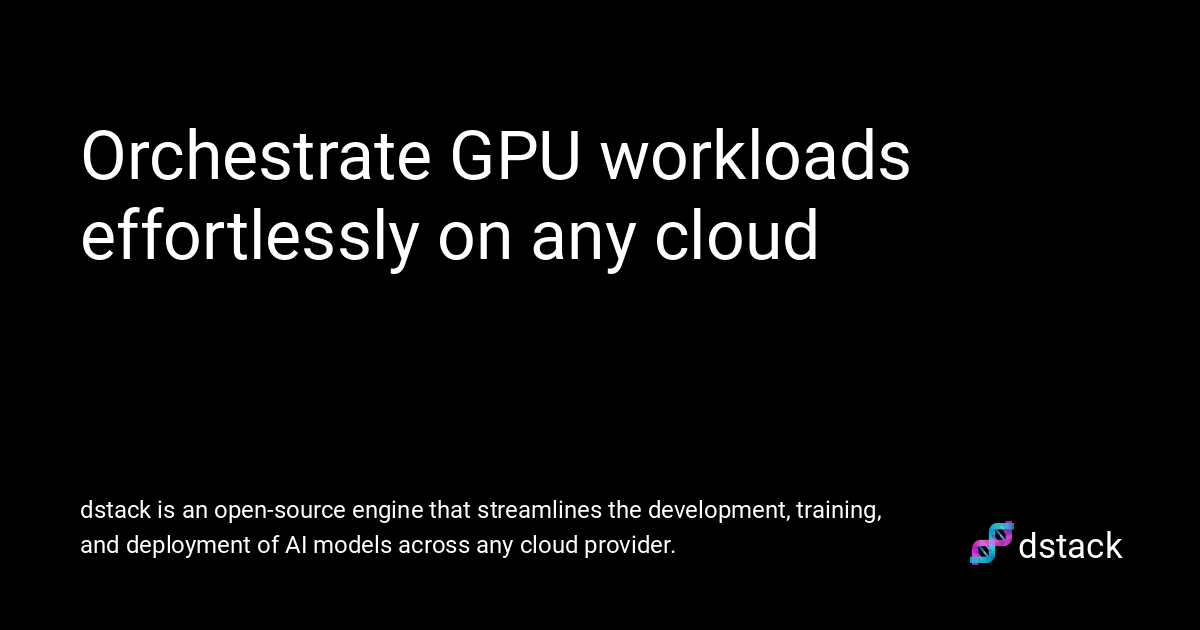 Orchestrate GPU workloads
effortlessly on any cloud
dstack is an open-source engine that streamlines the development, training,
and deployment of AI models across any cloud provider.
dstack